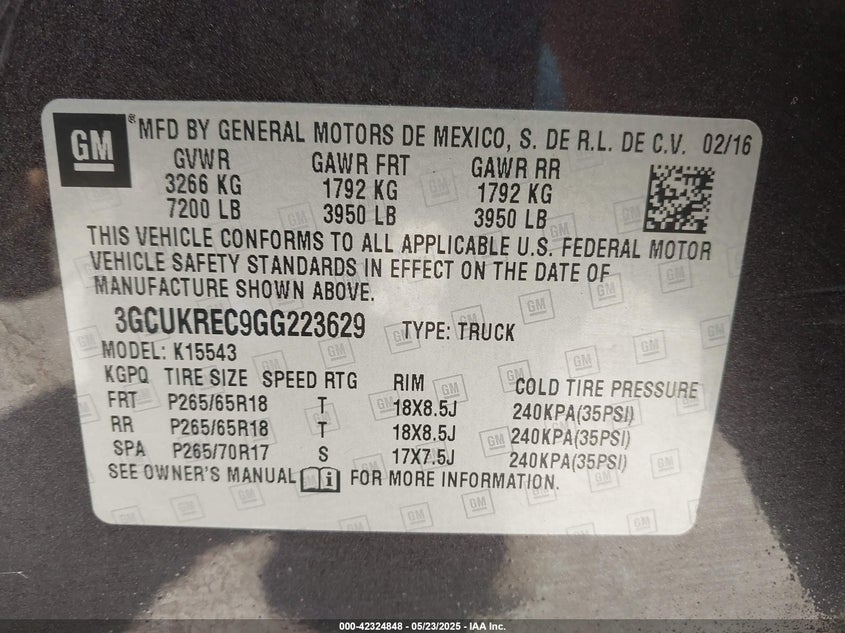 GM ® MFD BY GENERAL MOTORS DE MEXICO, S. DE R.L. DE C.V. 02/16
GVWR GAWR FRT GAWR RR
3266 KG 1792 KG 1792 KG
7200 LB 3950 LB 3950 LB
THIS VEHICLE CONFORMS TO ALL APPLICABLE U.S. FEDERAL MOTOR
VEHICLE SAFETY STANDARDS IN EFFECT ON THE DATE OF
MANUFACTURE SHOWN ABOVE.
3GCUKREC9GG223629 TYPE: TRUCK
MODEL: K15543
KGPQ TIRE SIZE SPEED RTG RIM COLD TIRE PRESSURE
FRT P265/65R18 T 18X8.5J 240KPA(35PSI)
RR P265/65R18 T 18X8.5J 240KPA(35PSI)
SPA P265/70R17 S 17X7.5J 240KPA(35PSI)
SEE OWNER'S MANUAL i FOR MORE INFORMATION.
000-42324848 - 05/23/2025 - IAA Inc.